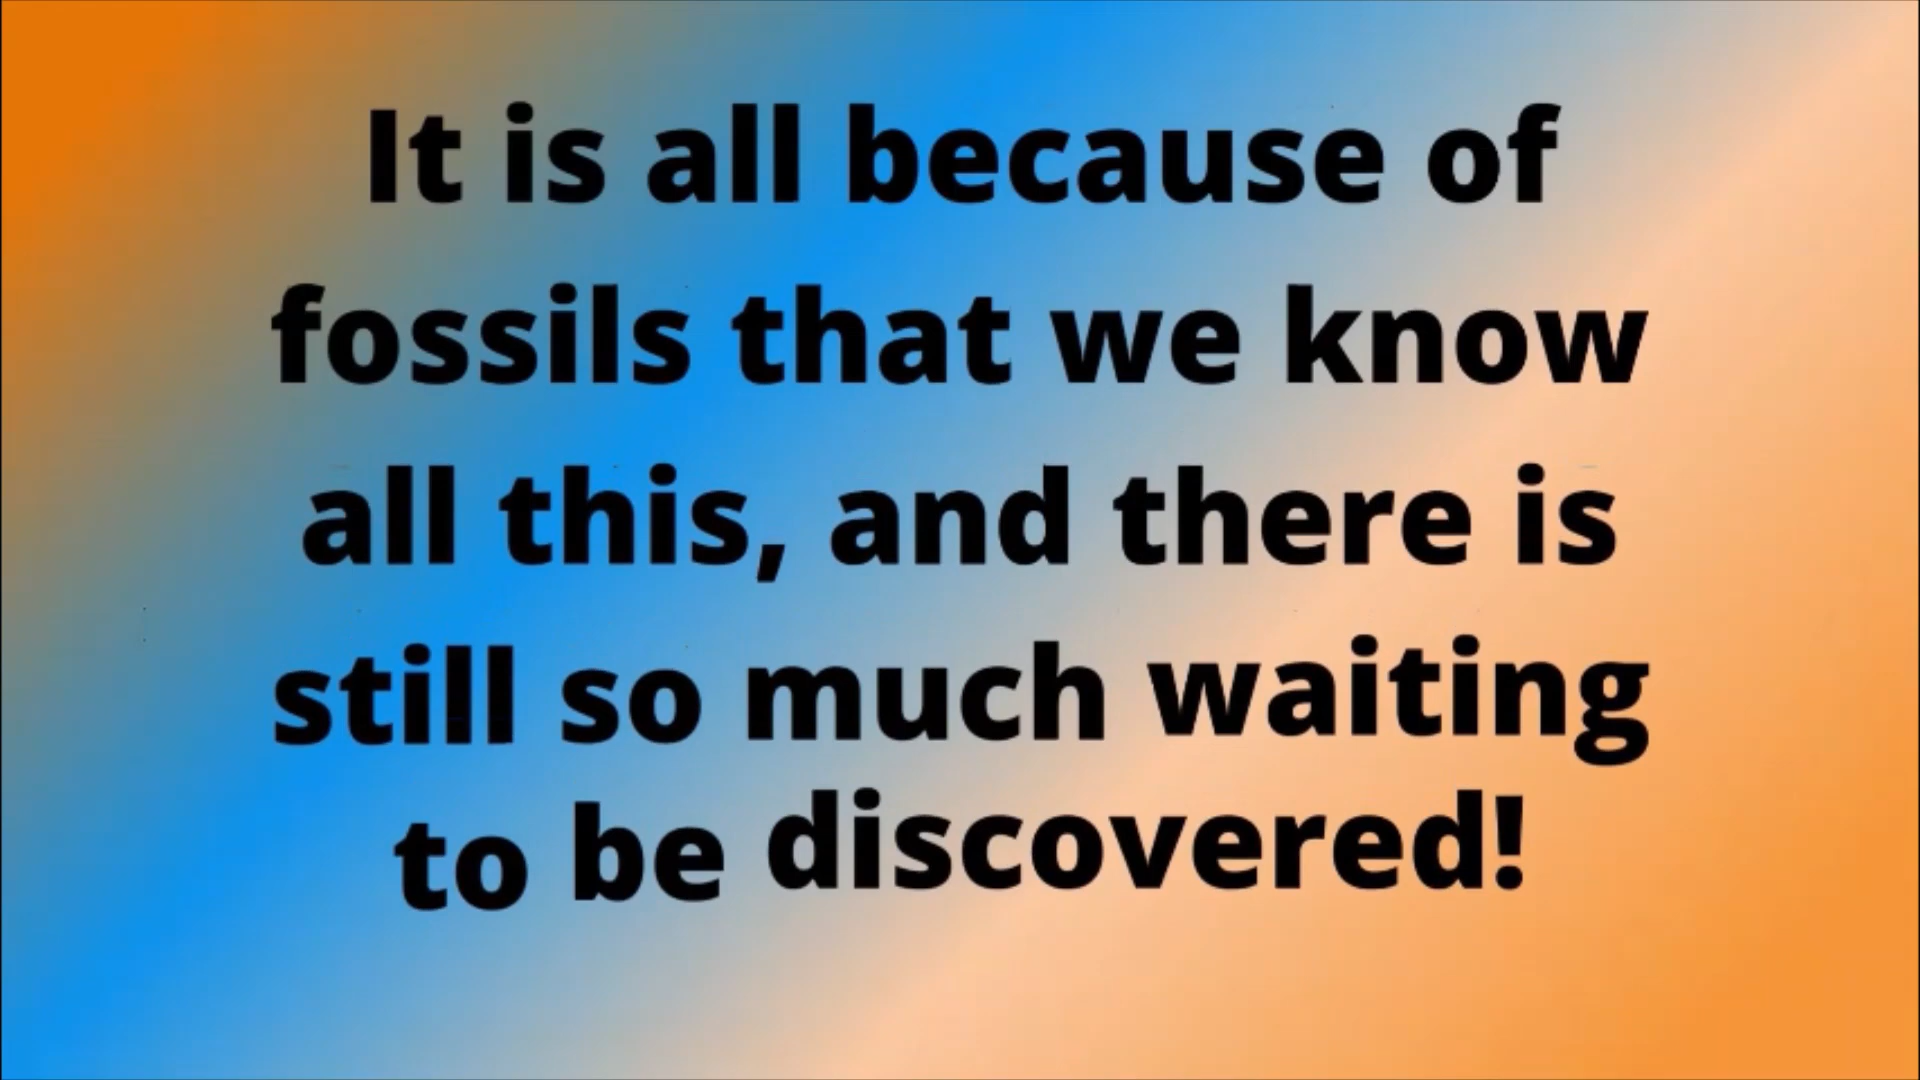 It is all because of
fossils that we know
all this, and there is
still so much waiting
to be discovered!